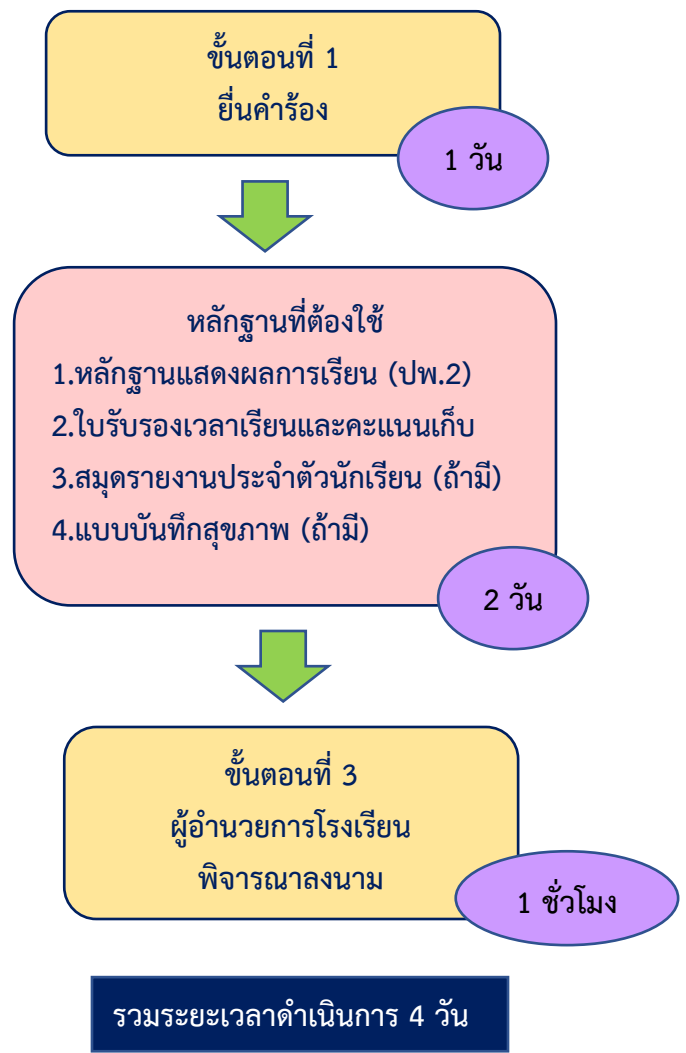 ขั้นตอนที่ 1
ยื่นคำร้อง
1 วัน
หลักฐานที่ต้องใช้
1.หลักฐานแสดงผลการเรียน (ปพ.2)
2.ใบรับรองเวลาเรียนและคะแนนเก็บ
3.สมุดรายงานประจำตัวนักเรียน (ถ้ามี)
4.แบบบันทึกสุขภาพ (ถ้ามี)
2 วัน
ขั้นตอนที่ 3
ผู้อำนวยการโรงเรียน
พิจารณาลงนาม
1 ชั่วโมง
รวมระยะเวลาดำเนินการ 4 วัน